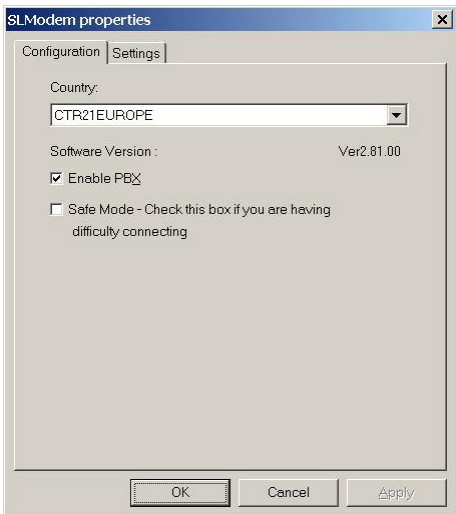 SLModem properties
Configuration Settings
Country:
CTR21EUROPE
Software Version : Ver2.81.00
Enable PBX
Safe Mode - Check this box if you are having
difficulty connecting
OK Cancel Apply